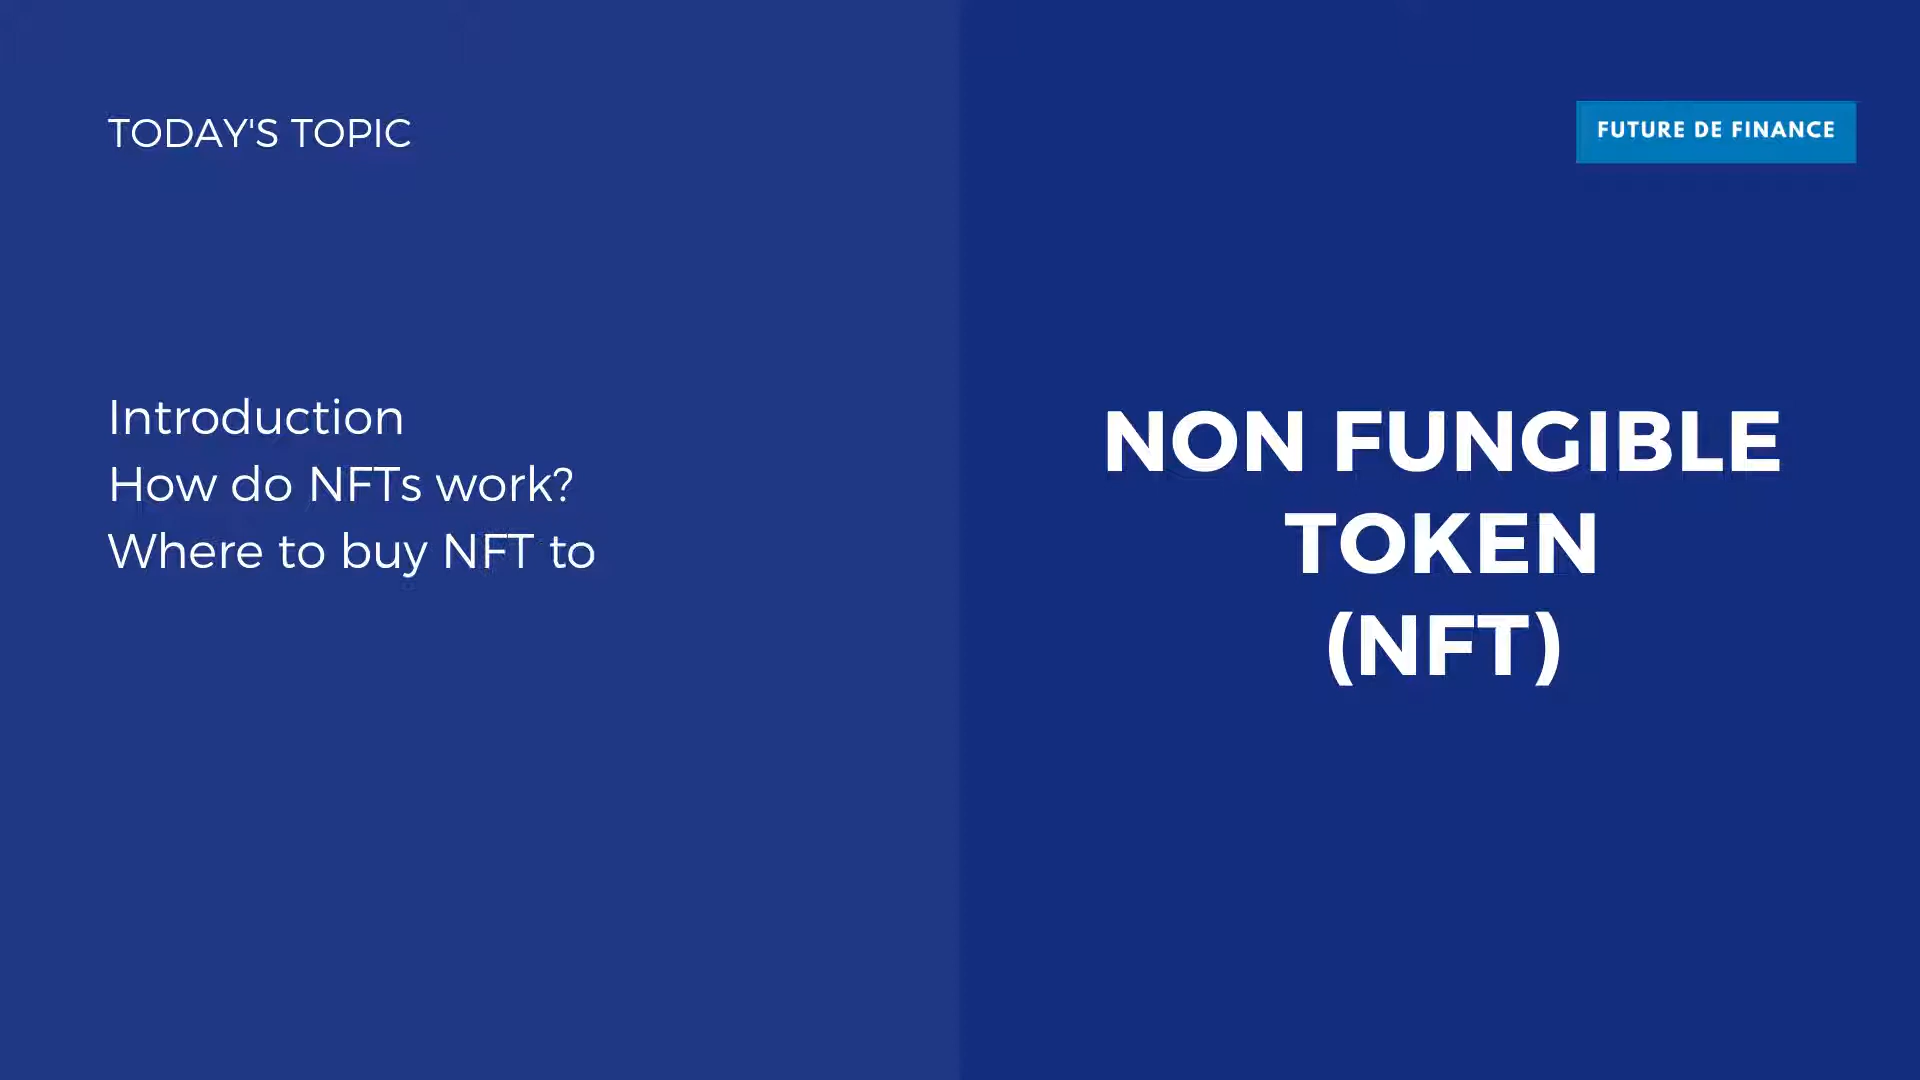 TODAY'S TOPIC
FUTURE DE FINANCE
Introduction
How do NFTs work?
Where to buy NFT to
NON FUNGIBLE
TOKEN
(NFT)